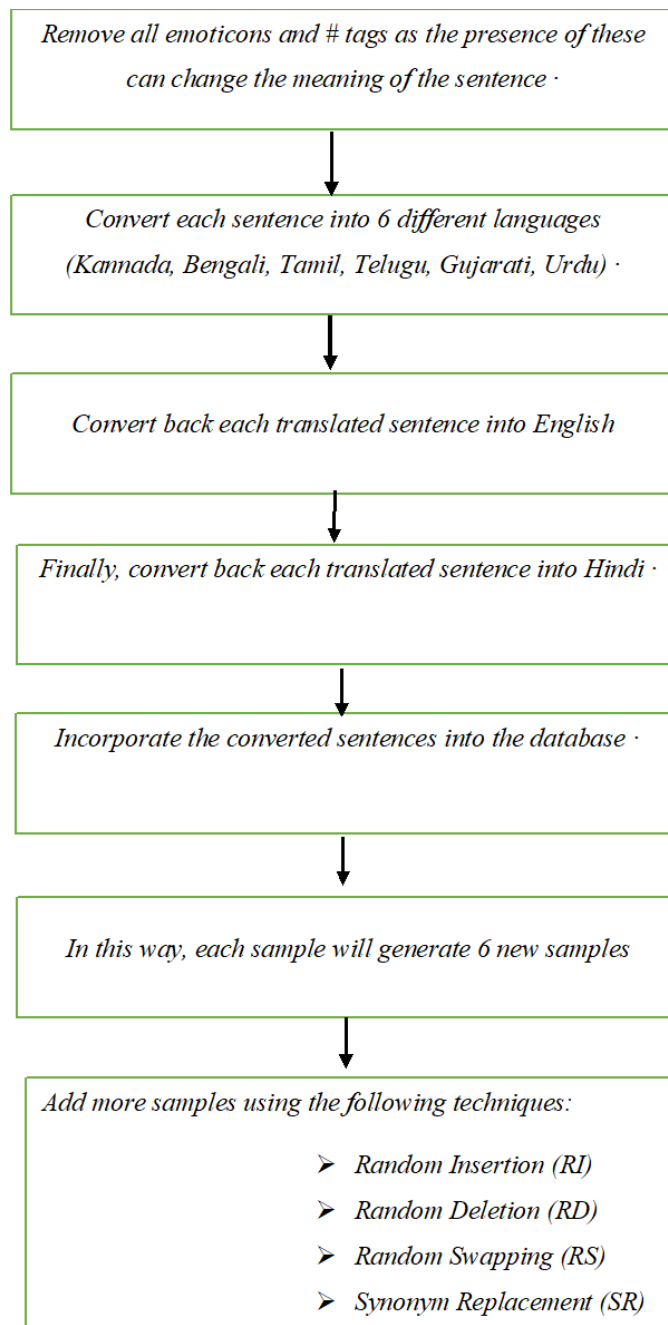 Remove all emoticons and # tags as the presence of these
can change the meaning of the sentence ·
Convert each sentence into 6 different languages
(Kannada, Bengali, Tamil, Telugu, Gujarati, Urdu) ·
Convert back each translated sentence into English
Finally, convert back each translated sentence into Hindi ·
Incorporate the converted sentences into the database ·
In this way, each sample will generate 6 new samples
Add more samples using the following techniques:
➢ Random Insertion (RI)
➢ Random Deletion (RD)
➢ Random Swapping (RS)
➢ Synonym Replacement (SR)